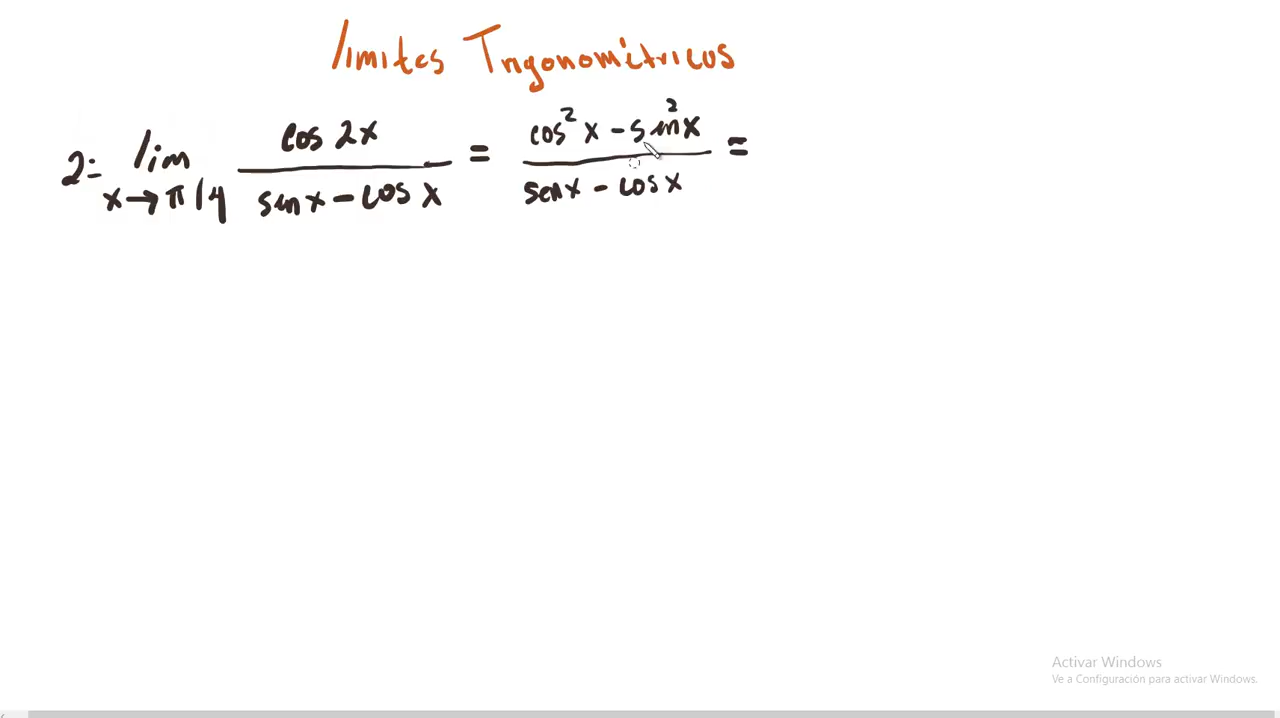 limites Trigonométricos
2= lim x→π/4 cos 2x / (sen x - cos x) = (cos² x - sin² x) / (sen x - cos x) =
Activar Windows
Ve a Configuración para activar Windows.